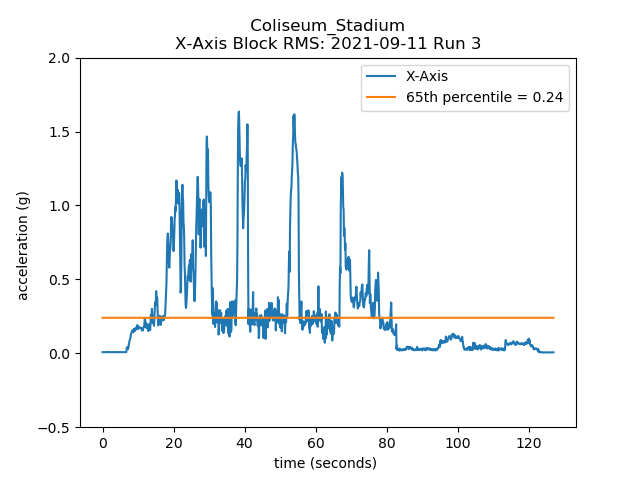 Coliseum_Stadium
X-Axis Block RMS: 2021-09-11 Run 3
X-Axis
65th percentile = 0.24
2.0
1.5
1.0
0.5
0.0
−0.5
acceleration (g)
0 20 40 60 80 100 120
time (seconds)